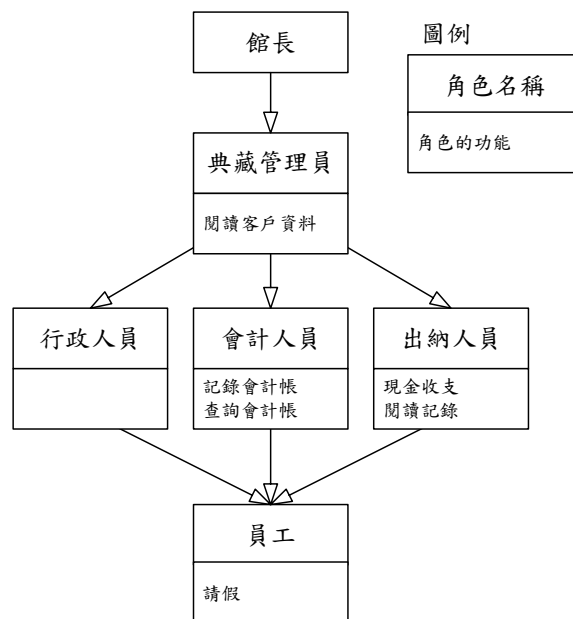 館長
圖例
角色名稱
角色的功能
典藏管理員
閱讀客戶資料
行政人員
會計人員
記錄會計帳
查詢會計帳
出納人員
現金收支
閱讀記錄
員工
請假